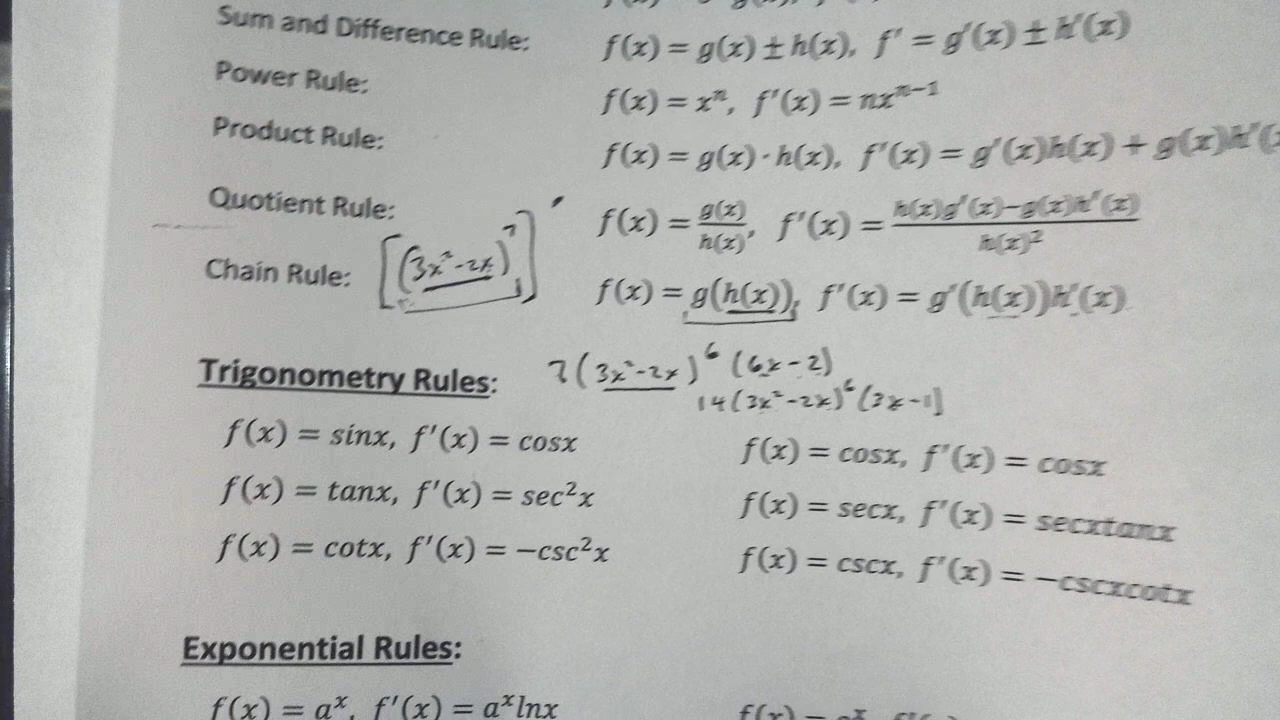 Sum and Difference Rule: f(x) = g(x) ± h(x), f' = g'(x) ± h'(x)
Power Rule: f(x) = xⁿ, f'(x) = nxⁿ⁻¹
Product Rule: f(x) = g(x) · h(x), f'(x) = g'(x)h(x) + g(x)h'(
Quotient Rule: f(x) = g(x)/h(x), f'(x) = h(x)g'(x)−g(x)h'(x)/h(x)²
Chain Rule: [(3x²-2x)⁷]' f(x) = g(h(x)), f'(x) = g'(h(x))h'(x)
Trigonometry Rules: 7(3x²-2x)⁶ (6x-2)
14(3x²-2x)⁶(3x-1]
f(x) = sinx, f'(x) = cosx f(x) = cosx, f'(x) = cosx
f(x) = tanx, f'(x) = sec²x f(x) = secx, f'(x) = secxtanx
f(x) = cotx, f'(x) = −csc²x f(x) = cscx, f'(x) = −cscxcotx
Exponential Rules:
f(x) = aˣ, f'(x) = aˣlnx